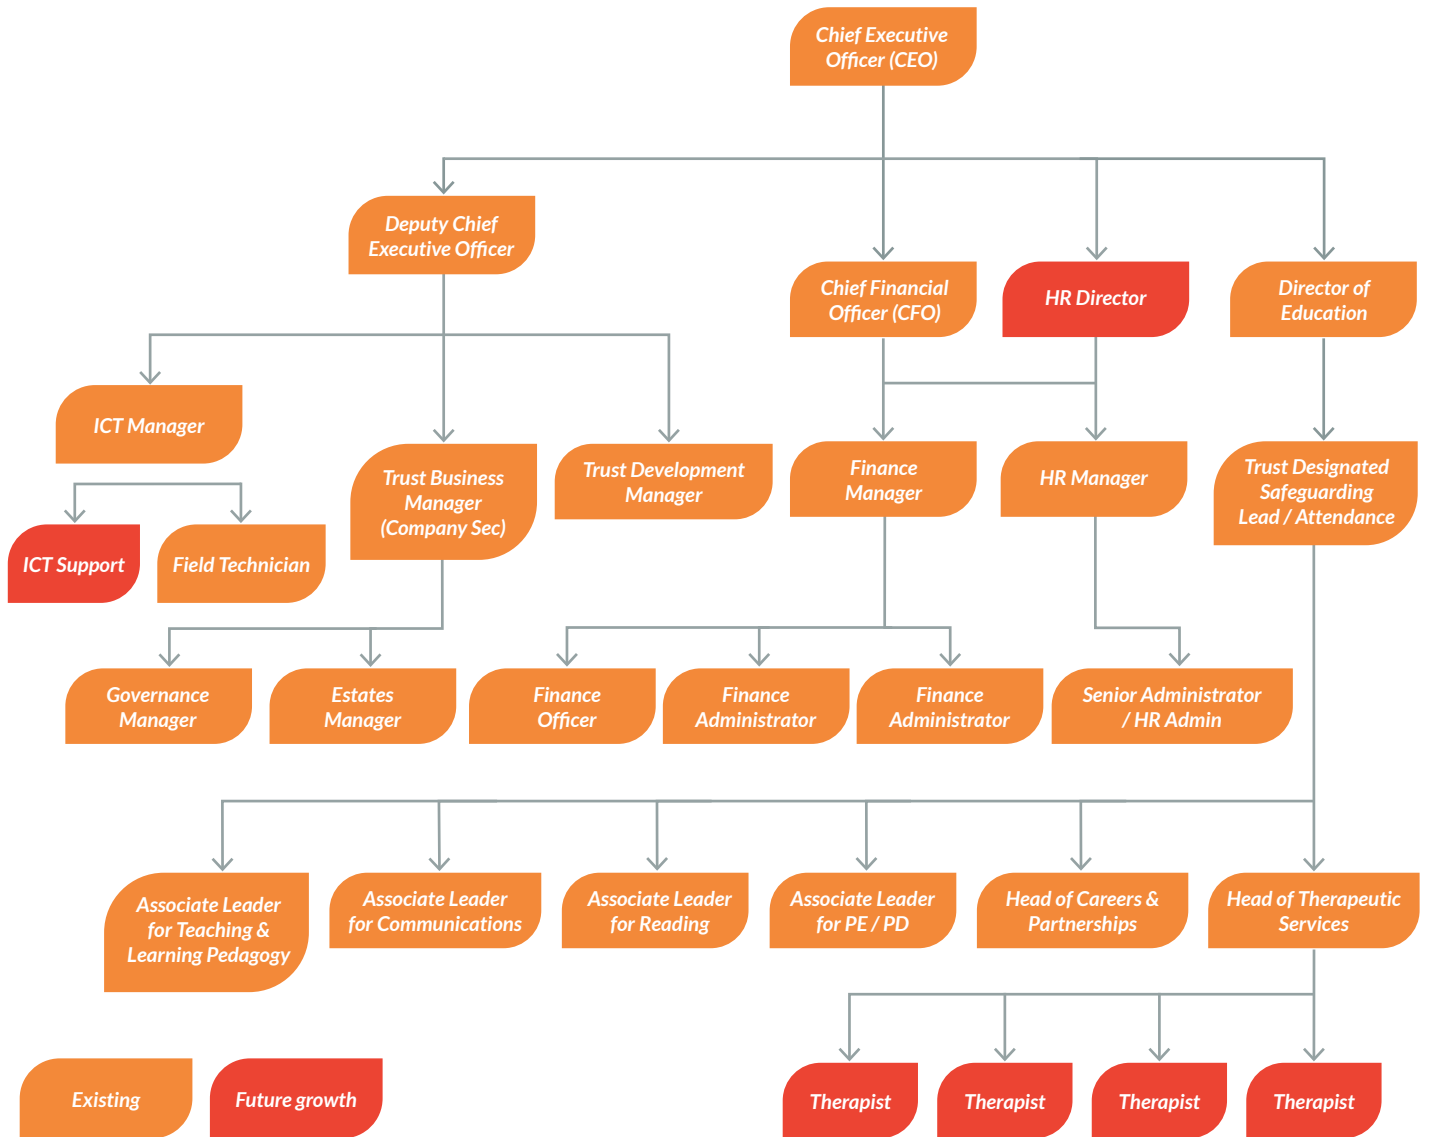 Chief Executive
Officer (CEO)
Deputy Chief
Executive Officer
Chief Financial
Officer (CFO)
HR Director
Director of
Education
ICT Manager
Trust Business
Manager
(Company Sec)
Trust Development
Manager
Finance
Manager
HR Manager
Trust Designated
Safeguarding
Lead / Attendance
ICT Support
Field Technician
Governance
Manager
Estates
Manager
Finance
Officer
Finance
Administrator
Finance
Administrator
Senior Administrator
/ HR Admin
Associate Leader
for Teaching &
Learning Pedagogy
Associate Leader
for Communications
Associate Leader
for Reading
Associate Leader
for PE / PD
Head of Careers &
Partnerships
Head of Therapeutic
Services
Existing
Future growth
Therapist
Therapist
Therapist
Therapist